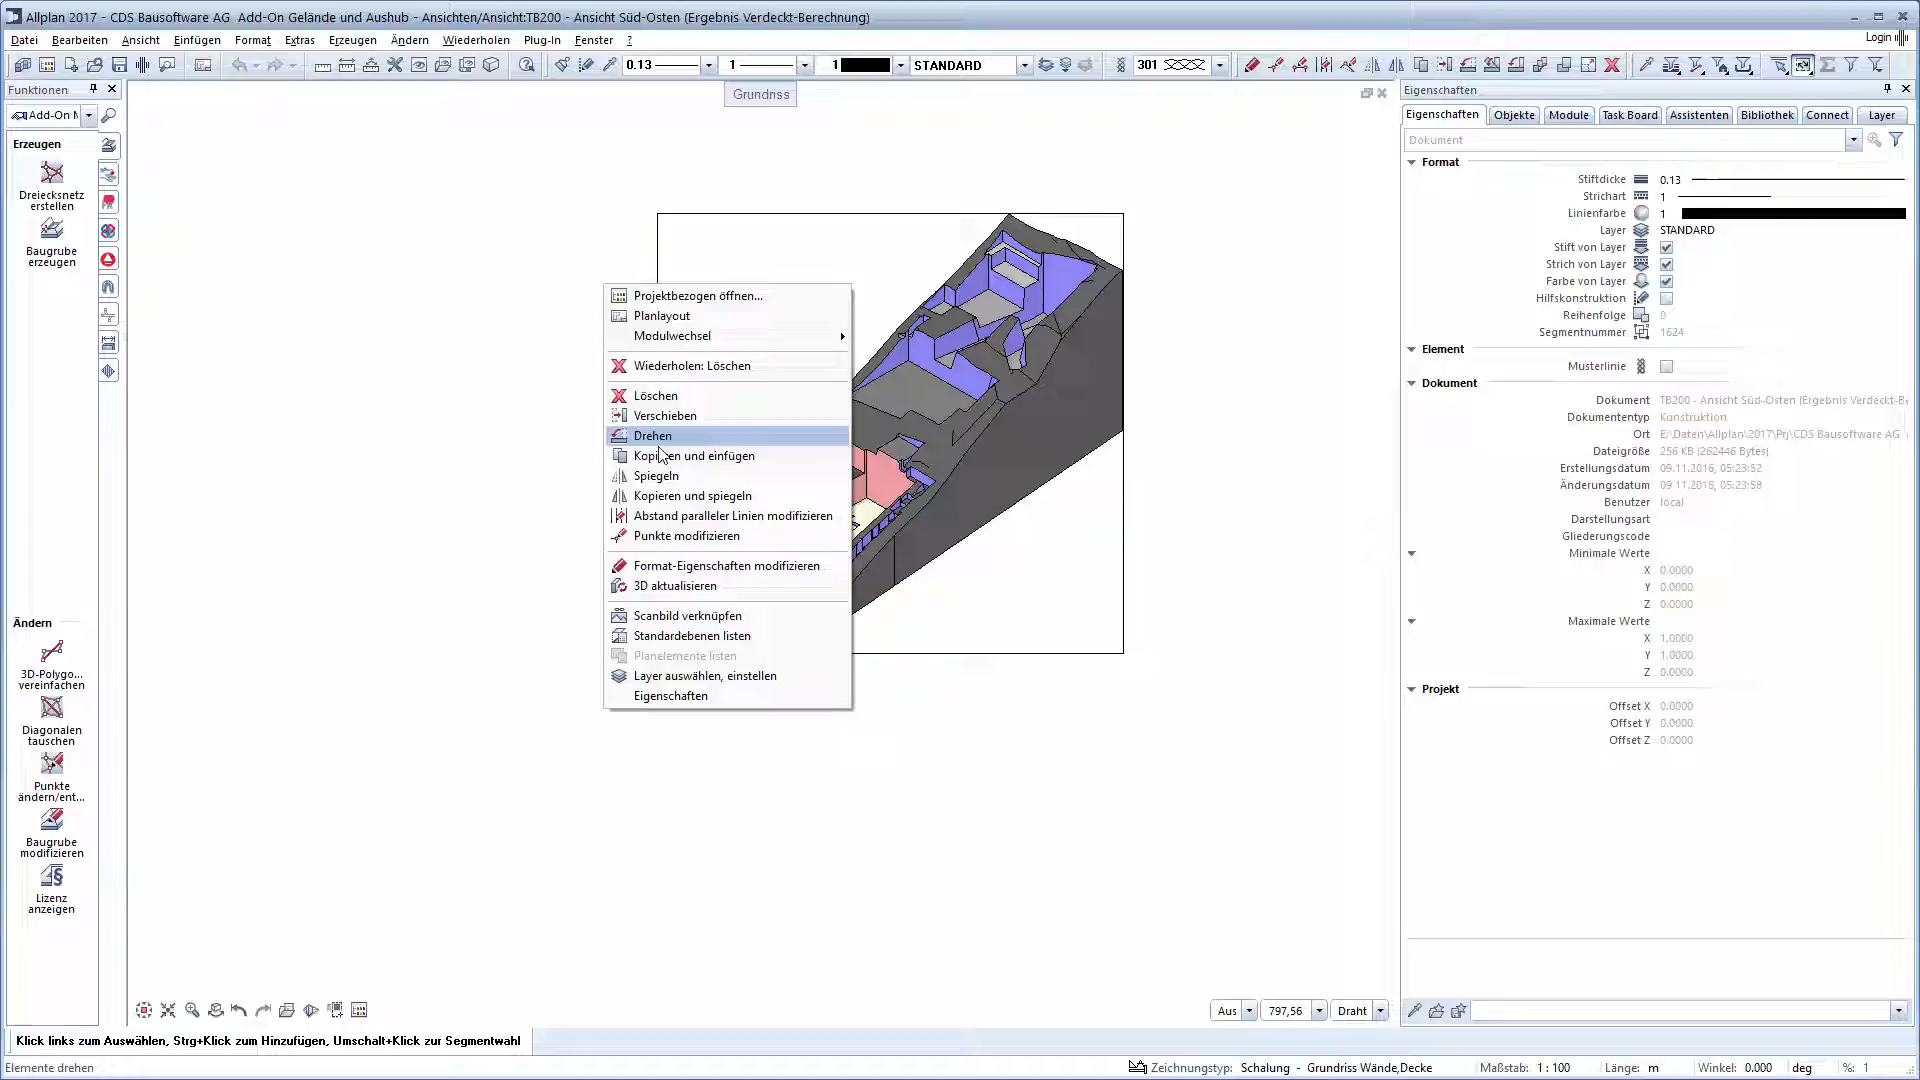 Allplan 2017 - CDS Bausoftware AG  Add-On Gelände und Aushub - Ansichten/Ansicht:TB200 - Ansicht Süd-Osten (Ergebnis Verdeckt-Berechnung)
Datei Bearbeiten Ansicht Einfügen Format Extras Erzeugen Ändern Wiederholen Plug-In Fenster ?
Login
0.13 1 1 STANDARD 301
Funktionen
Grundriss
Add-On M
Erzeugen
Dreiecksnetz
erstellen
Baugrube
erzeugen
Ändern
3D-Polygo...
vereinfachen
Diagonalen
tauschen
Punkte
ändern/ent...
Baugrube
modifizieren
Lizenz
anzeigen
Projektbezogen öffnen...
Planlayout
Modulwechsel
Wiederholen: Löschen
Löschen
Verschieben
Drehen
Kopieren und einfügen
Spiegeln
Kopieren und spiegeln
Abstand paralleler Linien modifizieren
Punkte modifizieren
Format-Eigenschaften modifizieren
3D aktualisieren
Scanbild verknüpfen
Standardebenen listen
Planelemente listen
Layer auswählen, einstellen
Eigenschaften
Eigenschaften
Eigenschaften Objekte Module Task Board Assistenten Bibliothek Connect Layer
Dokument
Format
Stiftdicke 0.13
Strichart 1
Linienfarbe 1
Layer STANDARD
Stift von Layer
Strich von Layer
Farbe von Layer
Hilfskonstruktion
Reihenfolge 0
Segmentnummer 1624
Element
Musterlinie
Dokument
Dokument TB200 - Ansicht Süd-Osten (Ergebnis Verdeckt-Be
Dokumententyp Konstruktion
Ort E:\Daten\Allplan\2017\Prj\CDS Bausoftware AG
Dateigröße 256 KB (262446 Bytes)
Erstellungsdatum 09.11.2016, 05:23:52
Änderungsdatum 09.11.2016, 05:23:58
Benutzer local
Darstellungsart
Gliederungscode
Minimale Werte
X 0.0000
Y 0.0000
Z 0.0000
Maximale Werte
X 1.0000
Y 1.0000
Z 0.0000
Projekt
Offset X 0.0000
Offset Y 0.0000
Offset Z 0.0000
Aus 797,56 Draht
Klick links zum Auswählen, Strg+Klick zum Hinzufügen, Umschalt+Klick zur Segmentwahl
Elemente drehen
Zeichnungstyp: Schalung - Grundriss Wände,Decke Maßstab: 1 : 100 Länge: m Winkel: 0.000 deg %: 1